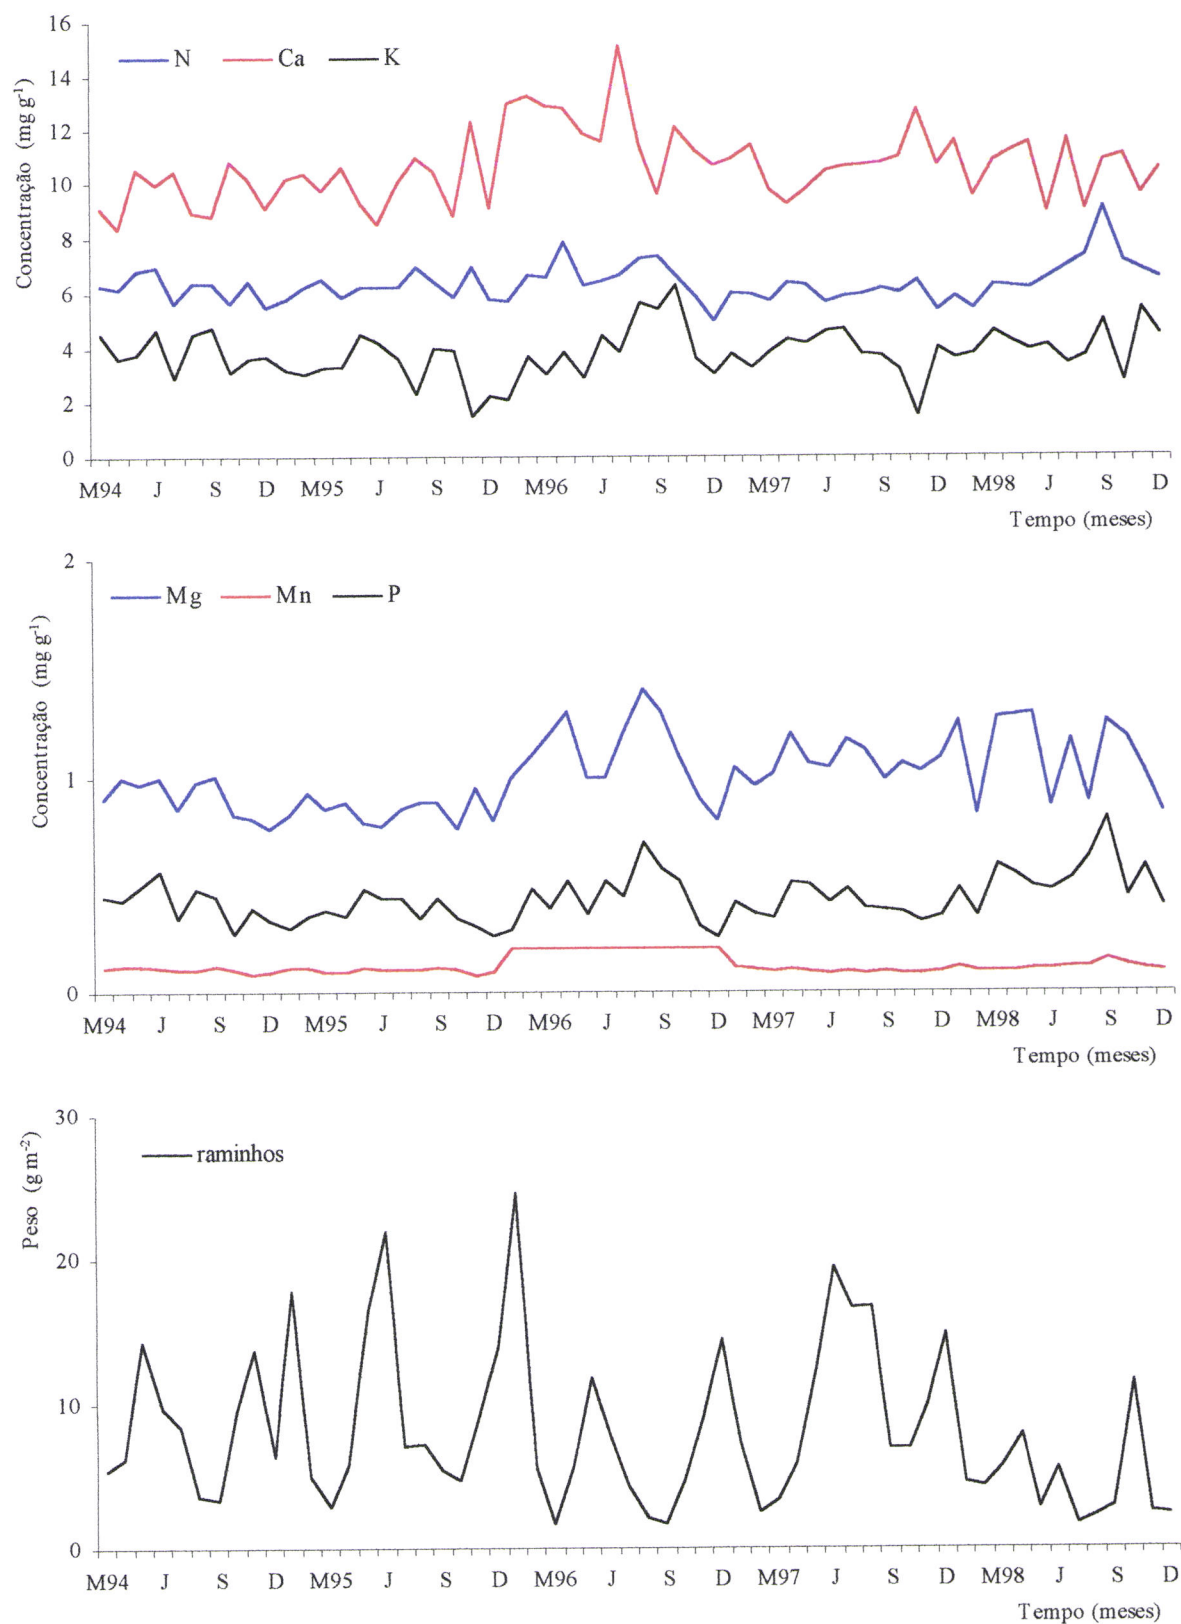 16
14
12
10
8
6
4
2
0
Concentração (mg g⁻¹)
N Ca K
M94 J S D M95 J S D M96 J S D M97 J S D M98 J S D
Tempo (meses)
2
1
0
Concentração (mg g⁻¹)
Mg Mn P
M94 J S D M95 J S D M96 J S D M97 J S D M98 J S D
Tempo (meses)
30
20
10
0
Peso (g m⁻²)
raminhos
M94 J S D M95 J S D M96 J S D M97 J S D M98 J S D
Tempo (meses)